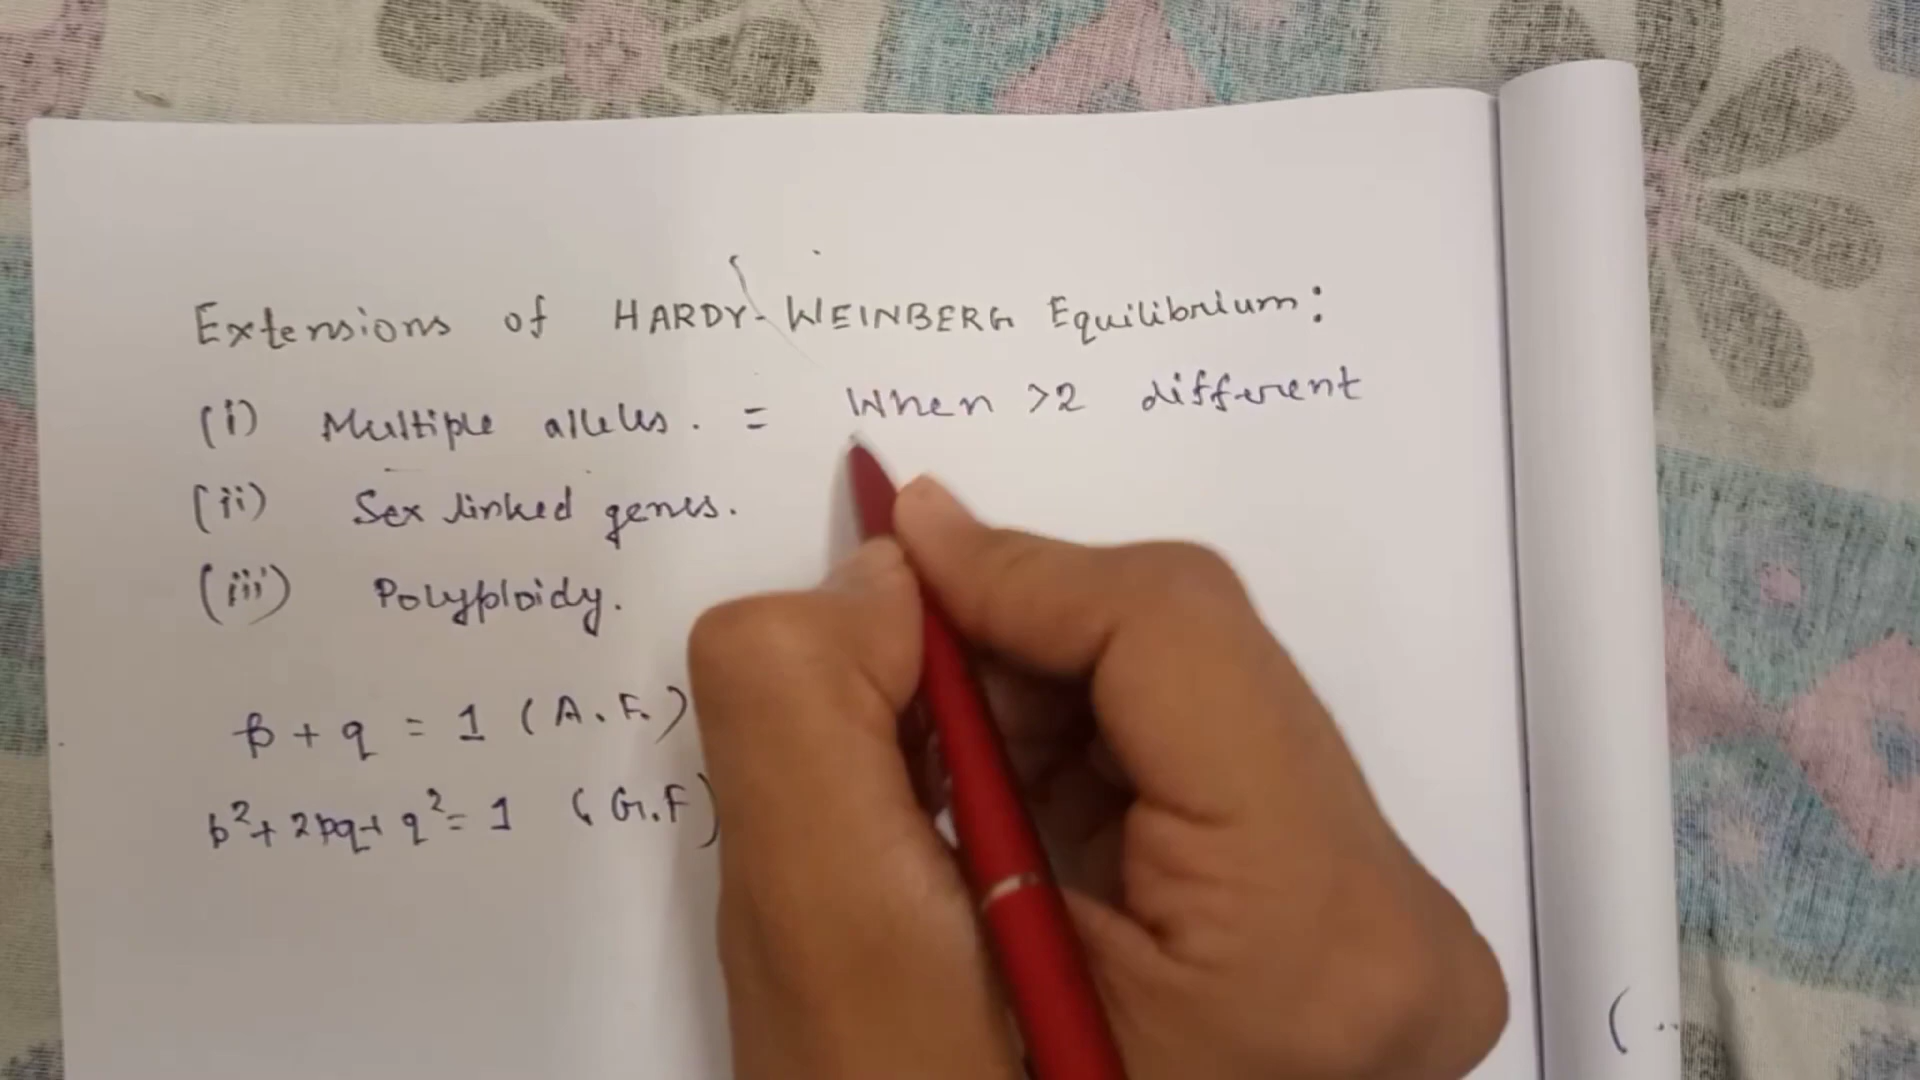 Extensions of HARDY-WEINBERG Equilibrium:
(i) Multiple alleles. = When >2 different
(ii) Sex linked genes.
(iii) Polyploidy.
p + q = 1 (A.F.)
p²+2pq+q²= 1 (G.F)